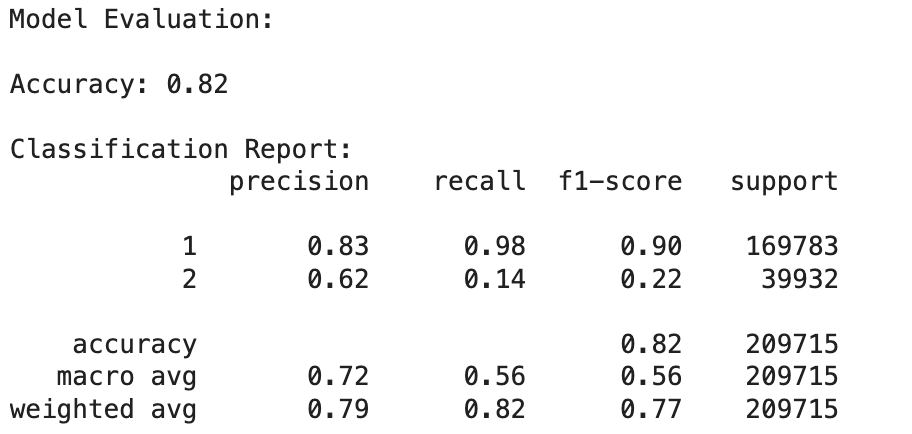 Model Evaluation:
Accuracy: 0.82
Classification Report:
precision recall f1-score support
1 0.83 0.98 0.90 169783
2 0.62 0.14 0.22 39932
accuracy 0.82 209715
macro avg 0.72 0.56 0.56 209715
weighted avg 0.79 0.82 0.77 209715